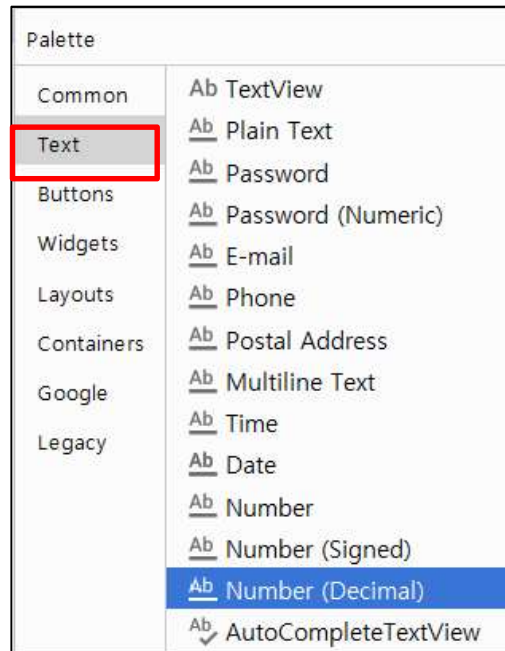 Palette
Common
Text
Buttons
Widgets
Layouts
Containers
Google
Legacy
Ab TextView
Ab Plain Text
Ab Password
Ab Password (Numeric)
Ab E-mail
Ab Phone
Ab Postal Address
Ab Multiline Text
Ab Time
Ab Date
Ab Number
Ab Number (Signed)
Ab Number (Decimal)
Ab AutoCompleteTextView